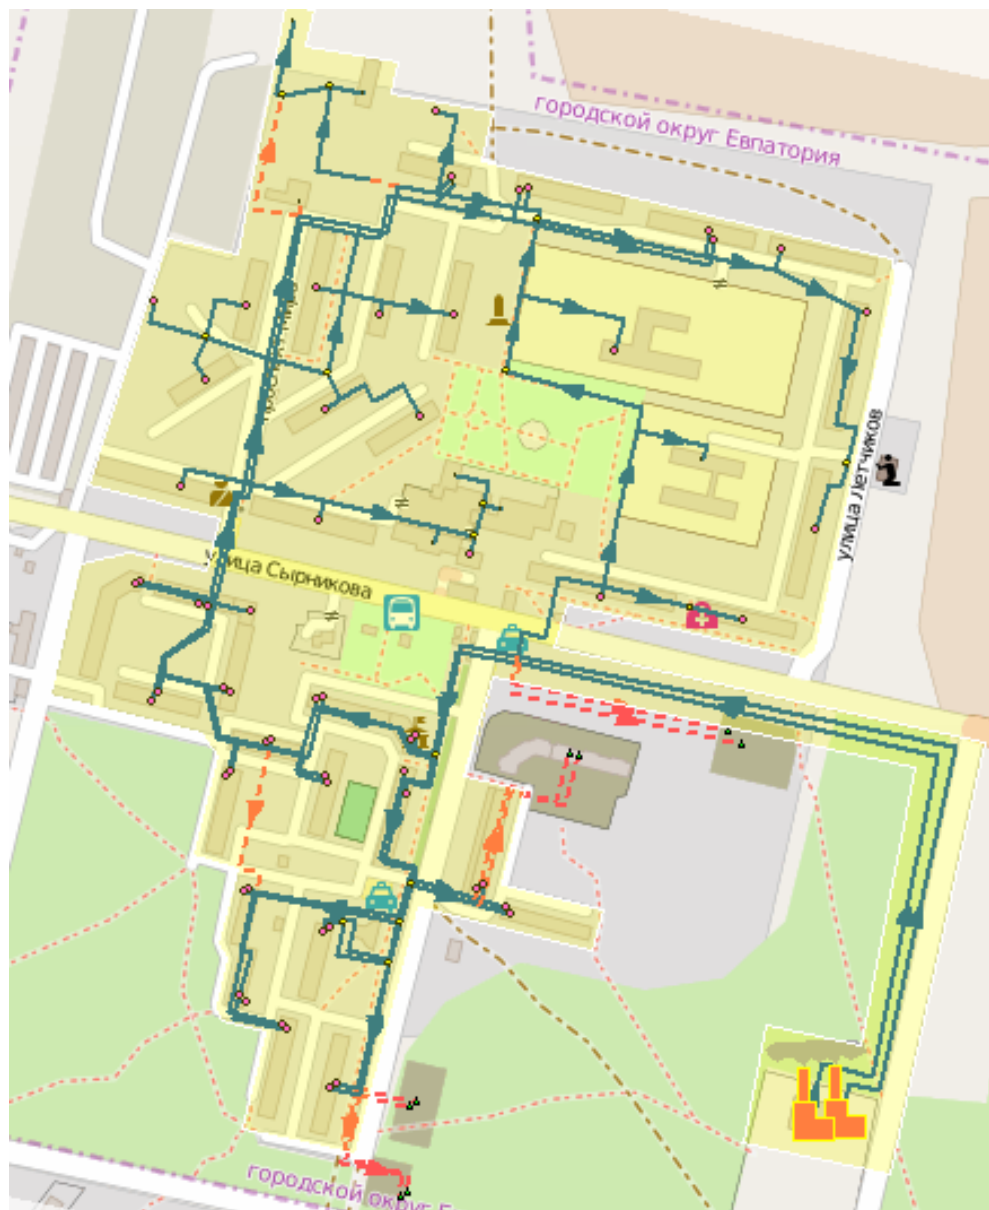 городской округ Евпатория
улица Летчиков
улица Сырникова
городской округ Е